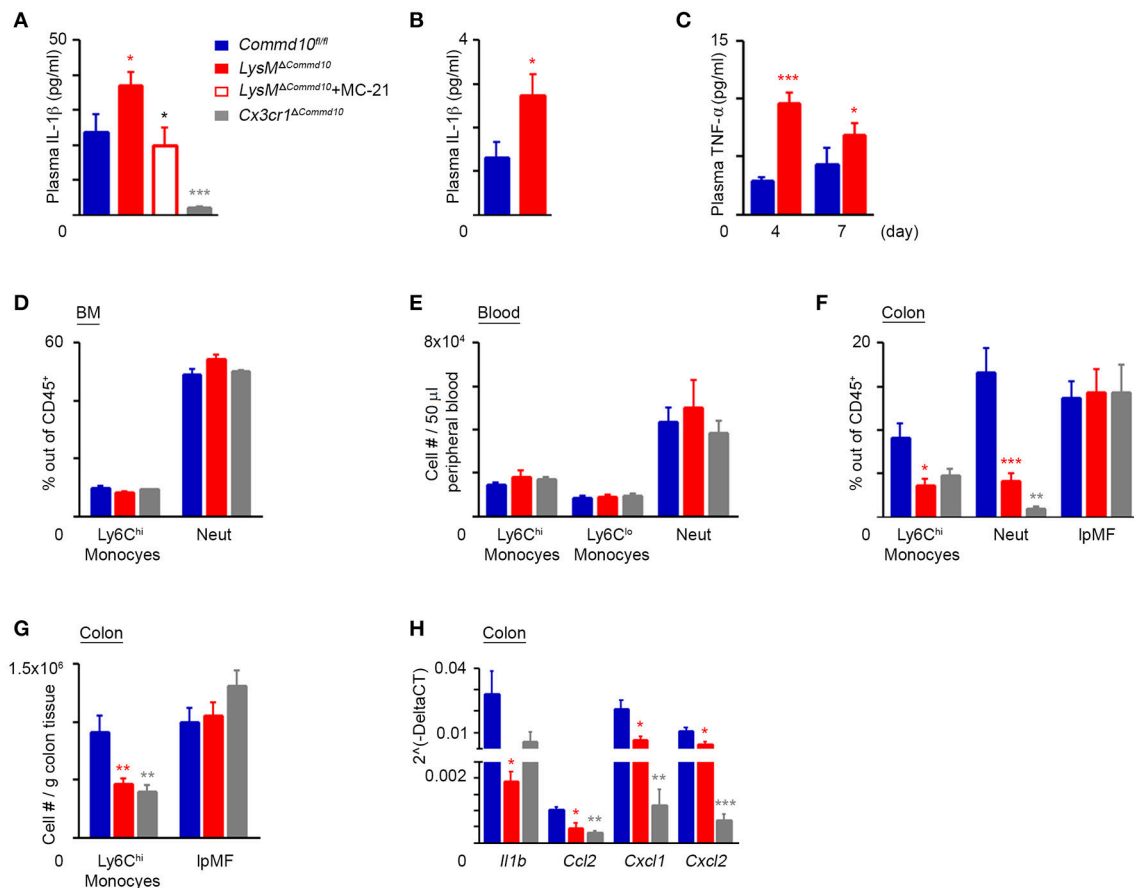 A
50
Plasma IL-1β (pg/ml)
0
*
*
***
Commd10fl/fl
LysMΔCommd10
LysMΔCommd10+MC-21
Cx3cr1ΔCommd10
B
4
Plasma IL-1β (pg/ml)
0
*
C
15
Plasma TNF-α (pg/ml)
0
***
*
4 7 (day)
D
BM
60
% out of CD45+
0
Ly6Chi Neut
Monocyes
E
Blood
8x10⁴
Cell # / 50 µl
peripheral blood
0
Ly6Chi Ly6Clo Neut
Monocyes Monocyes
F
Colon
20
% out of CD45+
0
*
***
**
Ly6Chi Neut lpMF
Monocyes
G
Colon
1.5x10⁶
Cell # / g colon tissue
0
**
**
Ly6Chi lpMF
Monocyes
H
Colon
0.04
0.01
0.002
0
2^(-DeltaCT)
*
*
**
*
**
*
***
Il1b Ccl2 Cxcl1 Cxcl2